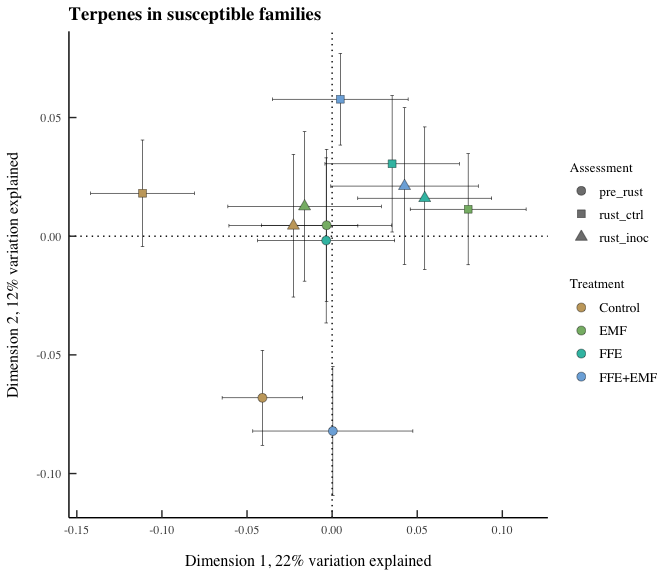 Terpenes in susceptible families
Dimension 2, 12% variation explained
0.05
0.00
-0.05
-0.10
-0.15
-0.10
-0.05
0.00
0.05
0.10
Dimension 1, 22% variation explained
Assessment
pre_rust
rust_ctrl
rust_inoc
Treatment
Control
EMF
FFE
FFE+EMF